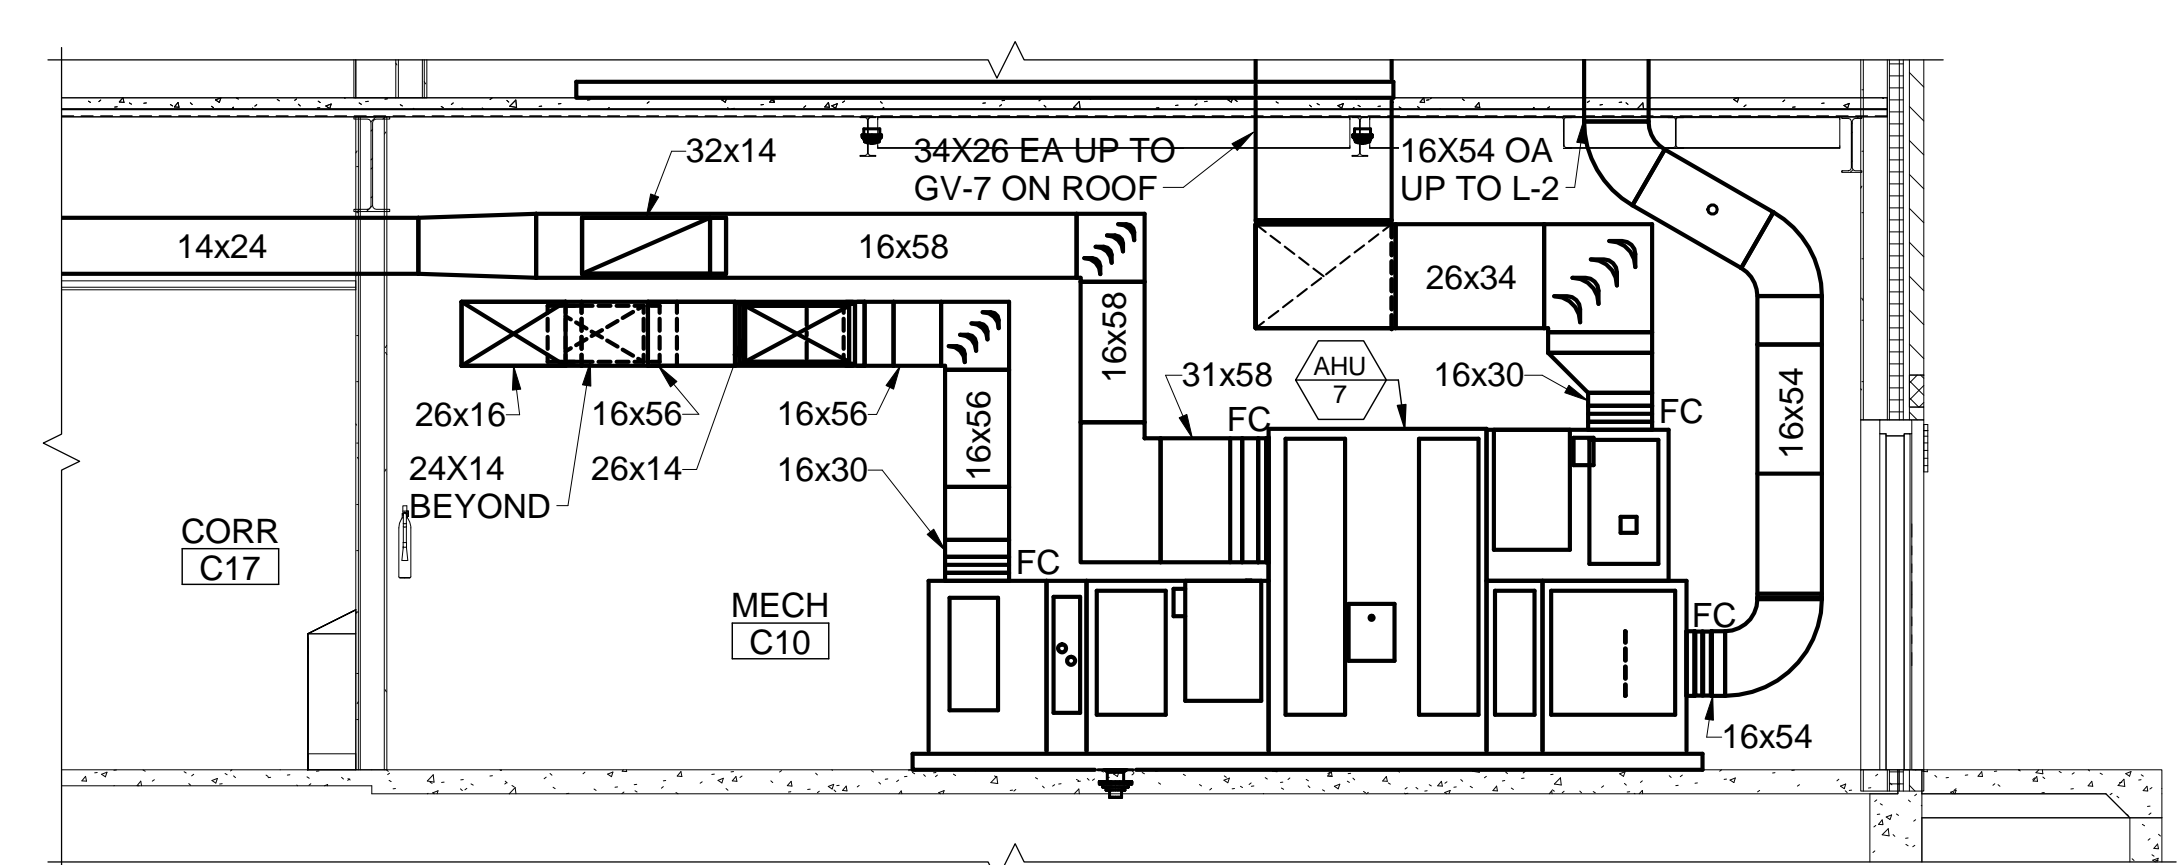 32x14
34X26 EA UP TO
GV-7 ON ROOF
16X54 OA
UP TO L-2
14x24
16x58
26x34
16x58
31x58
AHU
7
16x30
FC
FC
16x54
26x16
16x56
16x56
16x56
24X14
BEYOND
26x14
16x30
FC
CORR
C17
MECH
C10
FC
16x54